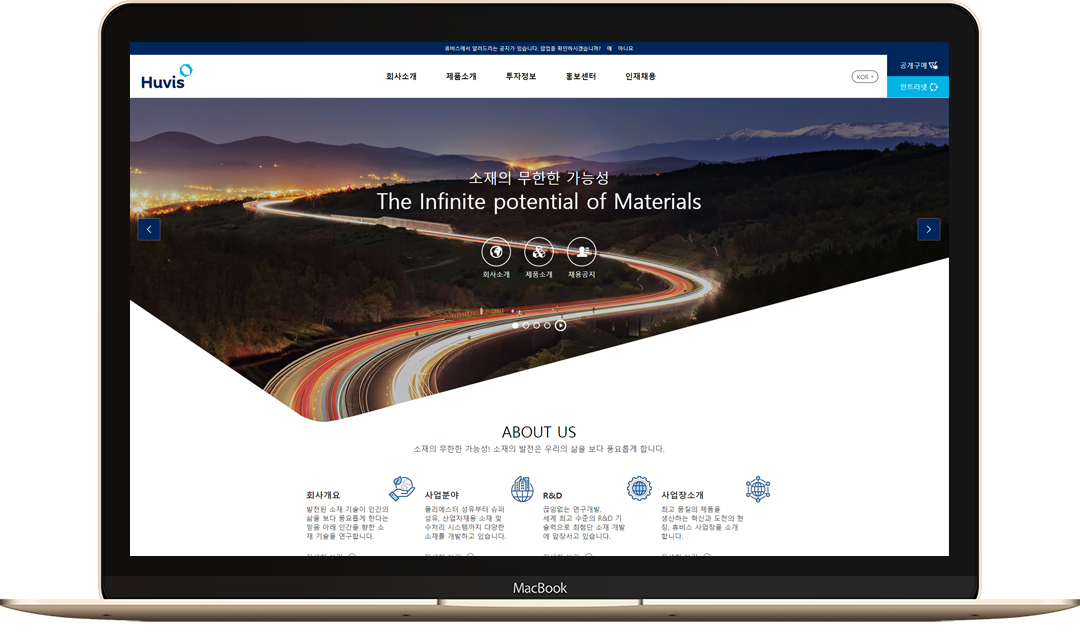 휴비스에서 알려드리는 공지가 있습니다. 팝업을 확인하시겠습니까? 예 아니요
Huvis
회사소개 제품소개 투자정보 홍보센터 인재채용
KOR
공개구매
인트라넷
소재의 무한한 가능성
The Infinite potential of Materials
회사소개 제품소개 채용공지
ABOUT US
소재의 무한한 가능성! 소재의 발전은 우리의 삶을 보다 풍요롭게 합니다.
회사개요
발전된 소재 기술이 인간의
삶을 보다 풍요롭게 한다는
믿음 아래 인간을 향한 소
재 기술을 연구합니다.
사업분야
폴리에스터 섬유부터 슈퍼
섬유, 산업자재용 소재 및
수처리 시스템까지 다양한
소재를 개발하고 있습니다.
R&D
끊임없는 연구개발,
세계 최고 수준의 R&D 기
술력으로 최첨단 소재 개발
에 앞장서고 있습니다.
사업장소개
최고 품질의 제품을
생산하는 혁신과 도전의 현
장, 휴비스 사업장을 소개
합니다.
MacBook